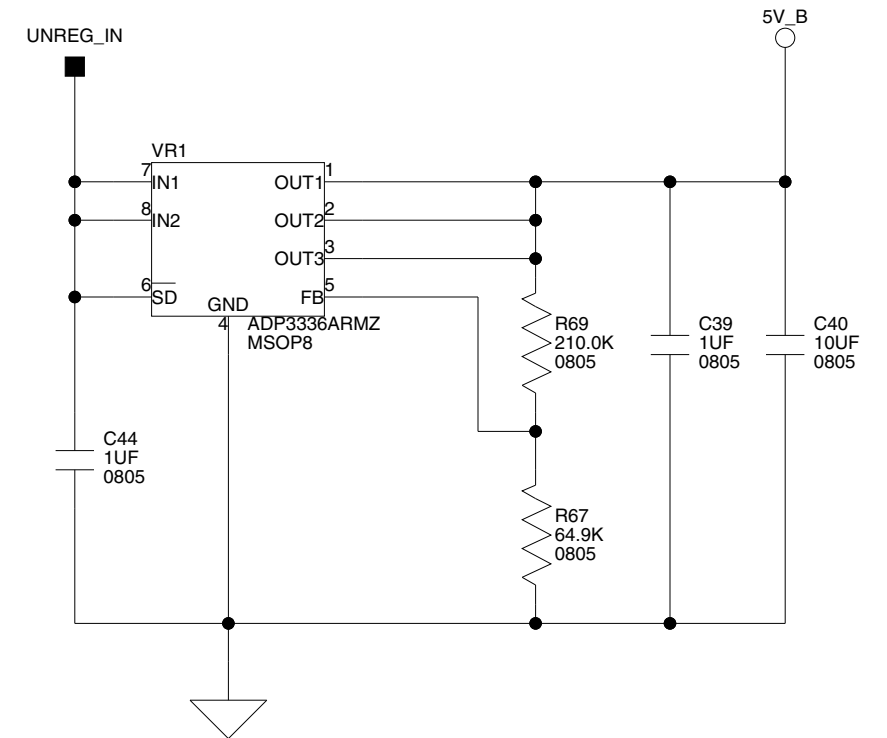 5V_B
UNREG_IN
VR1
7
IN1
OUT1
1
8
IN2
OUT2
2
OUT3
3
6
SD
GND
FB
5
4
ADP3336ARMZ
MSOP8
R69
210.0K
0805
C39
1UF
0805
C40
10UF
0805
C44
1UF
0805
R67
64.9K
0805